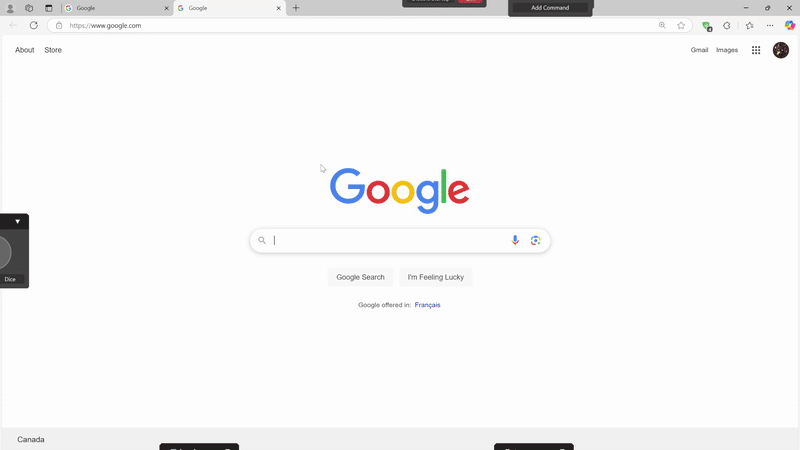 Google
Google
Add Command
https://www.google.com
About
Store
Gmail
Images
Google
Google Search
I'm Feeling Lucky
Google offered in: Français
Dice
Canada